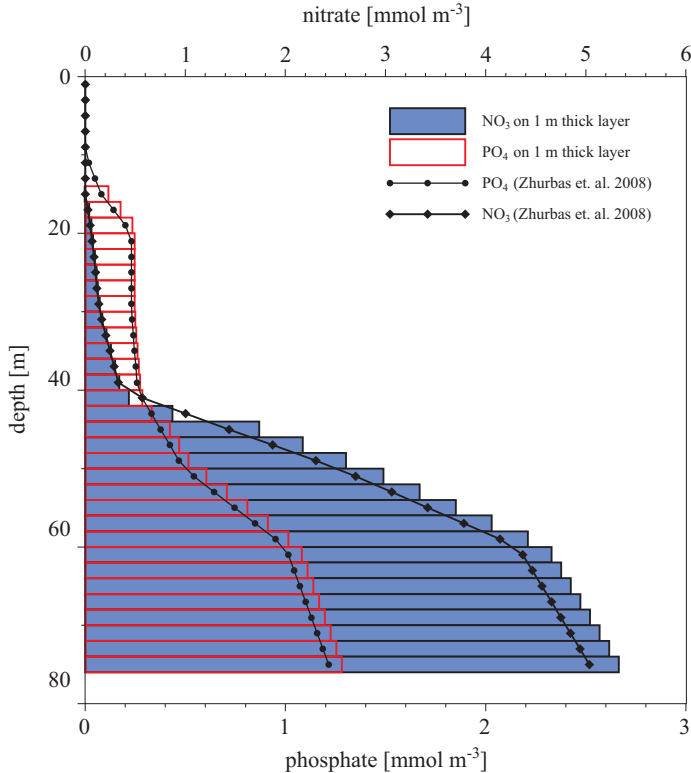 nitrate [mmol m-3]
0 1 2 3 4 5 6
0
20
40
60
80
depth [m]
NO3 on 1 m thick layer
PO4 on 1 m thick layer
PO4 (Zhurbas et. al. 2008)
NO3 (Zhurbas et. al. 2008)
0 1 2 3
phosphate [mmol m-3]